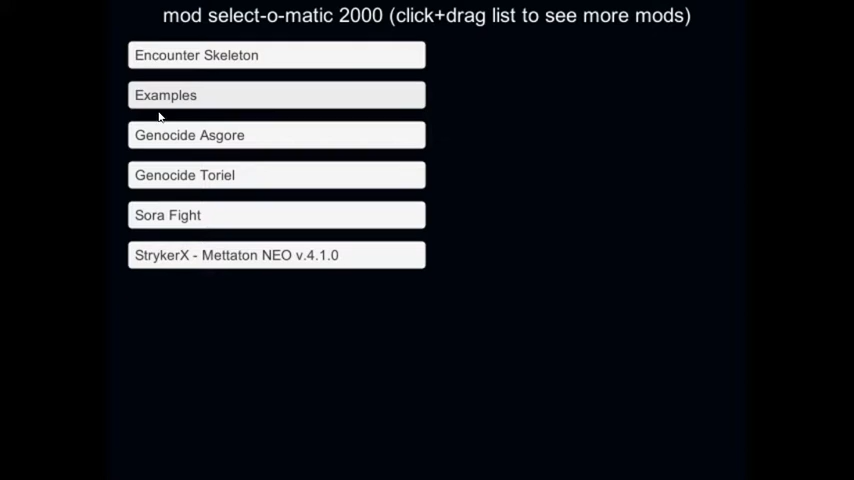 mod select-o-matic 2000 (click+drag list to see more mods)
Encounter Skeleton
Examples
Genocide Asgore
Genocide Toriel
Sora Fight
StrykerX - Mettaton NEO v.4.1.0